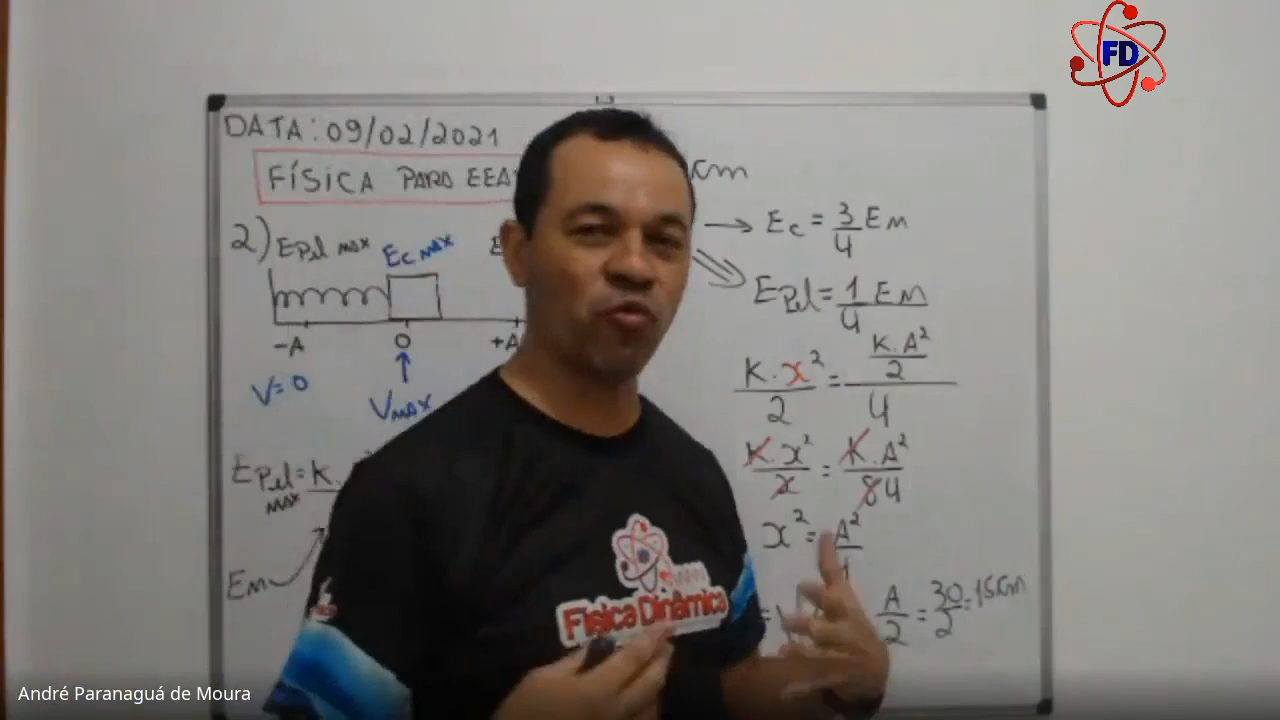 FD
DATA: 09/02/2021
FÍSICA PARA EEA
cm
2) EPel MAX
Ec MAX
E
-A
O
+A
V=0
VMAX
EPel = K.
MAX
Em
→ Ec = 3/4 Em
EPel = 1/4 EM
K.x²/2 = K.A²/2/4
K.x²/2 = K.A²/84
x² = A²/4
= √ A/2 = 30/2 = 15cm
Física Dinâmica
André Paranaguá de Moura